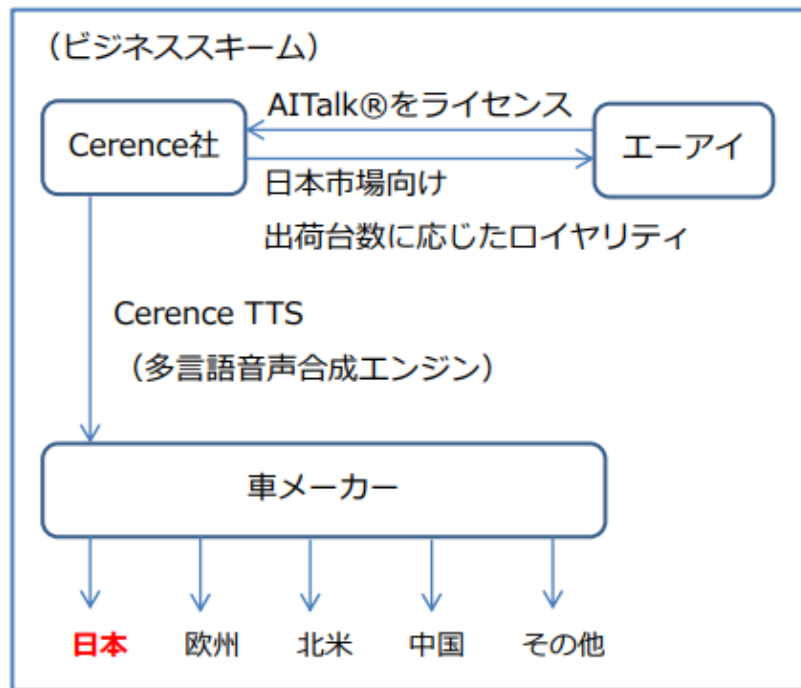 （ビジネススキーム）
AITalk®をライセンス
Cerence社
エーアイ
日本市場向け
出荷台数に応じたロイヤリティ
Cerence TTS
（多言語音声合成エンジン）
車メーカー
日本 欧州 北米 中国 その他